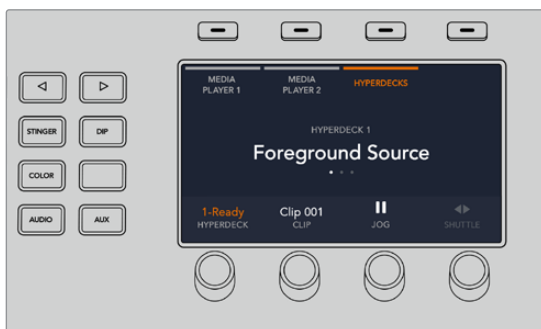 MEDIA
PLAYER 1
MEDIA
PLAYER 2
HYPERDECKS
STINGER
DIP
COLOR
AUDIO
AUX
HYPERDECK 1
Foreground Source
1-Ready
HYPERDECK
Clip 001
CLIP
JOG
SHUTTLE